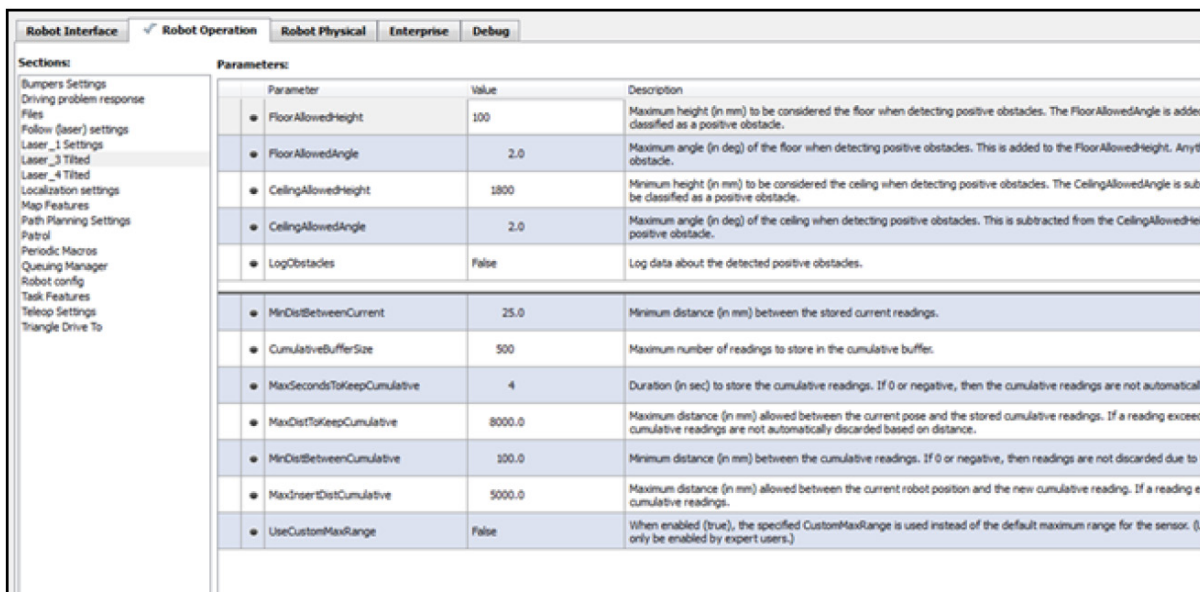 Robot Interface Robot Operation Robot Physical Enterprise Debug
Sections:
Bumpers Settings
Driving problem response
Files
Follow (laser) settings
Laser_1 Settings
Laser_3 Tilted
Laser_4 Tilted
Localization settings
Map Features
Path Planning Settings
Patrol
Periodic Macros
Queuing Manager
Robot config
Task Features
Teleop Settings
Triangle Drive To
Parameters:
Parameter Value Description
FloorAllowedHeight 100 Maximum height (in mm) to be considered the floor when detecting positive obstacles. The FloorAllowedAngle is adde
classified as a positive obstacle.
FloorAllowedAngle 2.0 Maximum angle (in deg) of the floor when detecting positive obstacles. This is added to the FloorAllowedHeight. Anyt
obstacle.
CeilingAllowedHeight 1800 Minimum height (in mm) to be considered the ceiling when detecting positive obstacles. The CeilingAllowedAngle is sub
be classified as a positive obstacle.
CeilingAllowedAngle 2.0 Maximum angle (in deg) of the ceiling when detecting positive obstacles. This is subtracted from the CeilingAllowedHe
positive obstacle.
LogObstacles False Log data about the detected positive obstacles.
MinDistBetweenCurrent 25.0 Minimum distance (in mm) between the stored current readings.
CumulativeBufferSize 500 Maximum number of readings to store in the cumulative buffer.
MaxSecondsToKeepCumulative 4 Duration (in sec) to store the cumulative readings. If 0 or negative, then the cumulative readings are not automatical
MaxDistToKeepCumulative 8000.0 Maximum distance (in mm) allowed between the current pose and the stored cumulative readings. If a reading exceed
cumulative readings are not automatically discarded based on distance.
MinDistBetweenCumulative 100.0 Minimum distance (in mm) between the cumulative readings. If 0 or negative, then readings are not discarded due to
MaxInsertDistCumulative 5000.0 Maximum distance (in mm) allowed between the current robot position and the new cumulative reading. If a reading e
cumulative readings.
UseCustomMaxRange False When enabled (true), the specified CustomMaxRange is used instead of the default maximum range for the sensor. (U
only be enabled by expert users.)